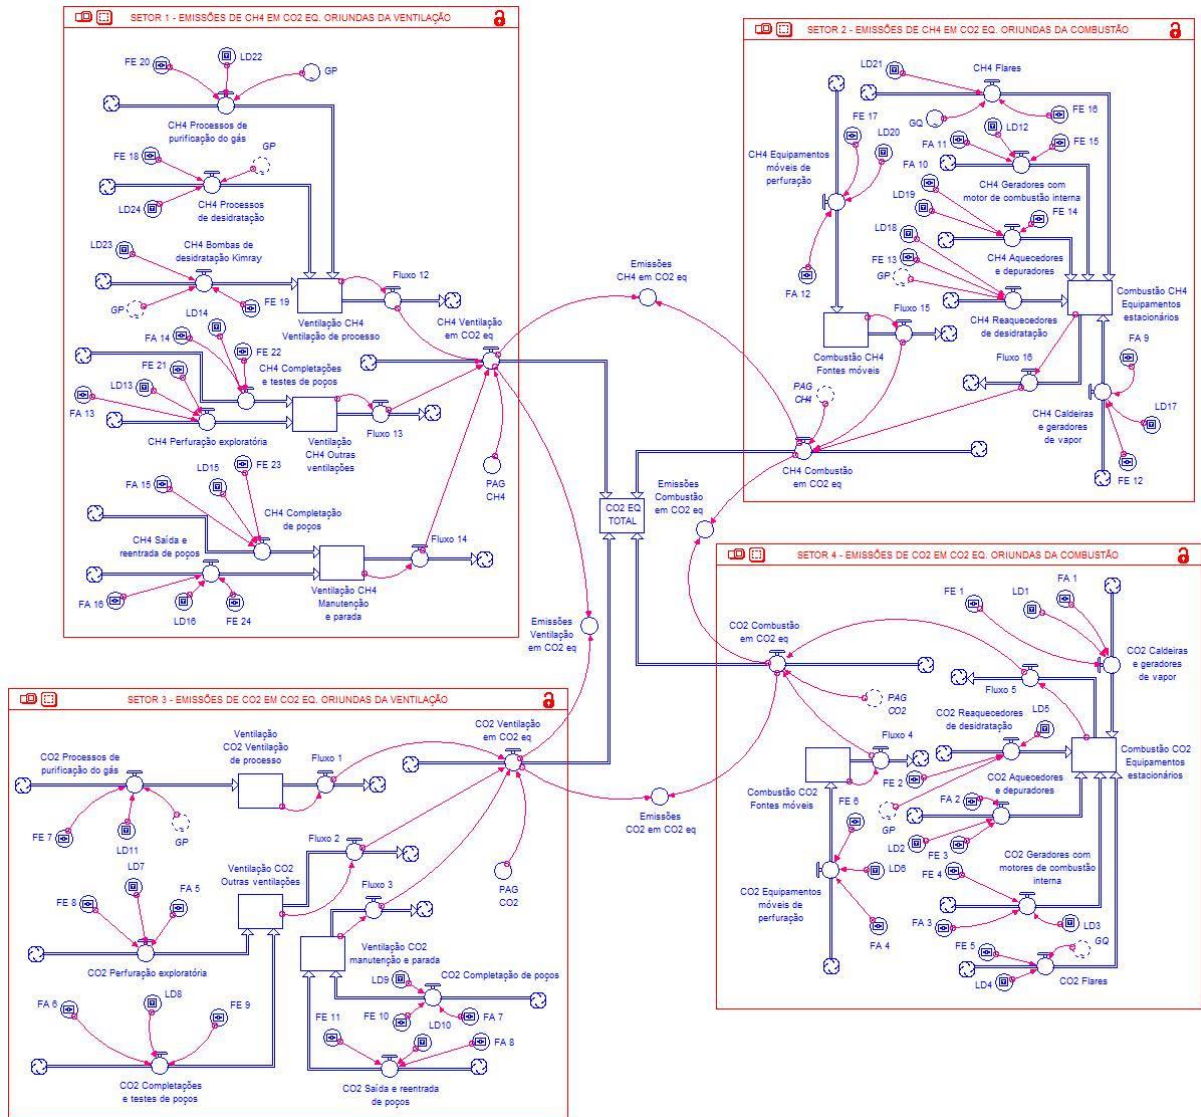 SETOR 1 - EMISSÕES DE CH4 EM CO2 EQ. ORIUNDAS DA VENTILAÇÃO
FE 20
LD22
GP
CH4 Processos de
purificação do gás
FE 18
GP
LD24
CH4 Processos
de desidratação
LD23
CH4 Bombas de
desidratação Kimray
GP
FE 19
Fluxo 12
Ventilação CH4
Ventilação de processo
CH4 Ventilação
em CO2 eq
LD14
FA 14
FE 22
FE 21
CH4 Completações
e testes de poços
LD13
FA 13
CH4 Perfuração exploratória
Ventilação
CH4 Outras
ventilações
Fluxo 13
PAG
CH4
FE 23
LD15
FA 15
CH4 Completação
de poços
CH4 Saída e
reentrada de poços
Fluxo 14
FA 16
LD16
FE 24
Ventilação CH4
Manutenção
e parada
SETOR 2 - EMISSÕES DE CH4 EM CO2 EQ. ORIUNDAS DA COMBUSTÃO
LD21
CH4 Flares
FE 17
LD20
GQ
FE 16
LD12
FA 11
FE 15
FA 10
CH4 Equipamentos
móveis de
perfuração
CH4 Geradores com
motor de combustão interna
LD19
FE 14
LD18
CH4 Aquecedores
e depuradores
FE 13
GP
FA 12
CH4 Reaquecedores
de desidratação
Combustão CH4
Equipamentos
estacionários
Fluxo 15
Combustão CH4
Fontes móveis
Fluxo 16
FA 9
PAG
CH4
CH4 Caldeiras
e geradores
de vapor
LD17
FE 12
CH4 Combustão
em CO2 eq
Emissões
CH4 em CO2 eq
CO2 EQ
TOTAL
Emissões
Combustão
em CO2 eq
Emissões
Ventilação
em CO2 eq
Emissões
CO2 em CO2 eq
SETOR 3 - EMISSÕES DE CO2 EM CO2 EQ. ORIUNDAS DA VENTILAÇÃO
CO2 Processos de
purificação do gás
Ventilação
CO2 Ventilação
de processo
Fluxo 1
CO2 Ventilação
em CO2 eq
FE 7
LD11
GP
LD7
FE 8
FA 5
Fluxo 2
Ventilação CO2
Outras ventilações
Fluxo 3
PAG
CO2
CO2 Perfuração exploratória
Ventilação CO2
manutenção e parada
LD9
CO2 Completação de poços
FE 10
LD10
FA 7
FA 6
LD8
FE 9
FE 11
FA 8
CO2 Completações
e testes de poços
CO2 Saída e reentrada
de poços
SETOR 4 - EMISSÕES DE CO2 EM CO2 EQ. ORIUNDAS DA COMBUSTÃO
FE 1
LD1
FA 1
CO2 Combustão
em CO2 eq
CO2 Caldeiras
e geradores
de vapor
Fluxo 5
PAG
CO2
LD5
CO2 Reaquecedores
de desidratação
Fluxo 4
FE 2
Combustão CO2
Equipamentos
estacionários
Combustão CO2
Fontes móveis
CO2 Aquecedores
e depuradores
FE 6
GP
FA 2
LD2
FE 3
CO2 Geradores com
motores de combustão
interna
LD6
FE 4
CO2 Equipamentos
móveis de
perfuração
FA 4
FA 3
LD3
FE 5
GQ
LD4
CO2 Flares